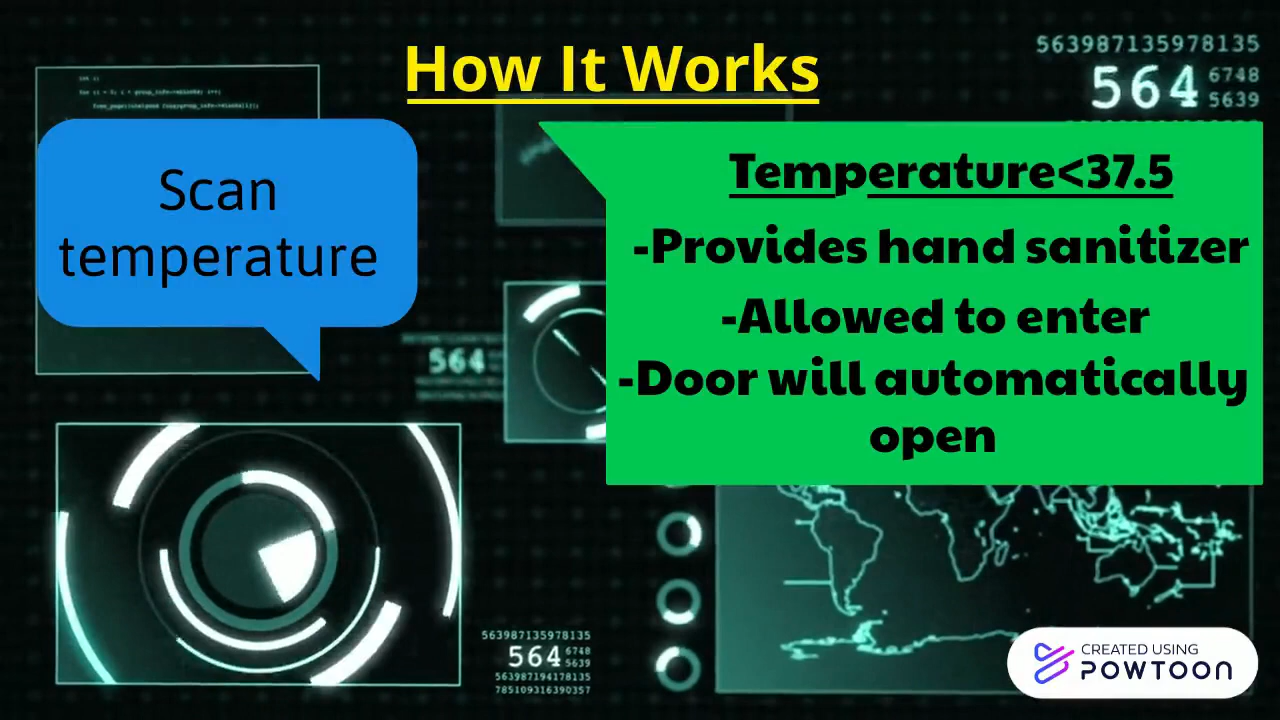 How It Works
563987135978135
564
6748
5639
Scan
temperature
Temperature<37.5
-Provides hand sanitizer
-Allowed to enter
-Door will automatically
open
564
563987135978135
564
6748
5639
563987194178135
785109316390357
CREATED USING
POWTOON